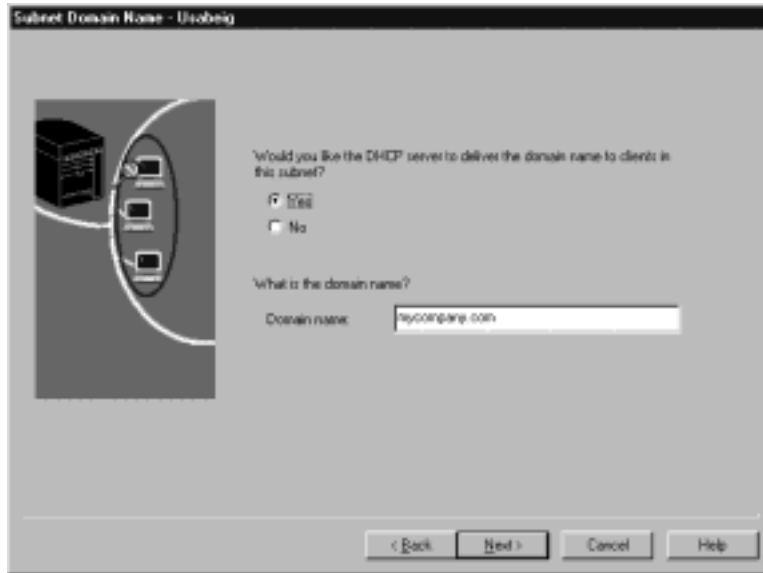 Subnet Domain Name - Usabeig
Would you like the DHCP server to deliver the domain name to clients in
this subnet?
Yes
No
What is the domain name?
Domain name:
mycompany.com
< Back
Next >
Cancel
Help